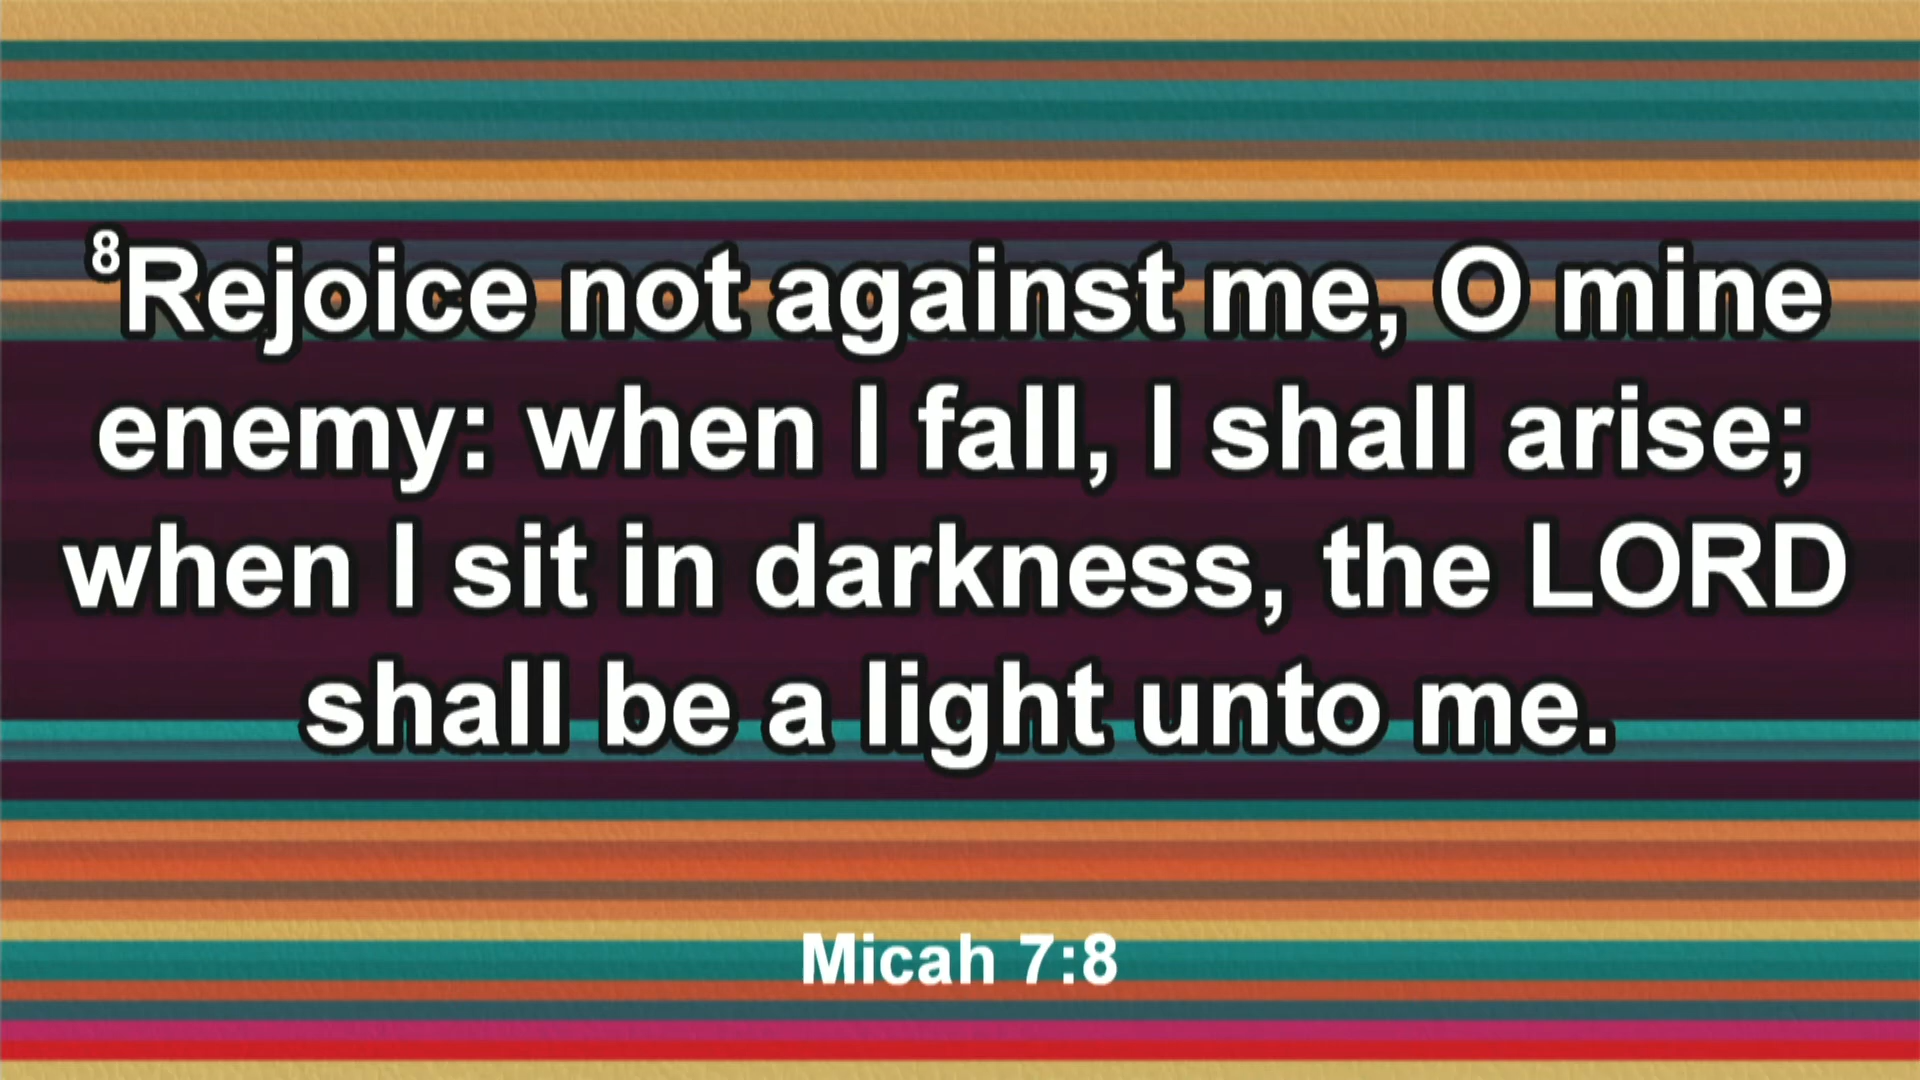 ⁸Rejoice not against me, O mine
enemy: when I fall, I shall arise;
when I sit in darkness, the LORD
shall be a light unto me.
Micah 7:8